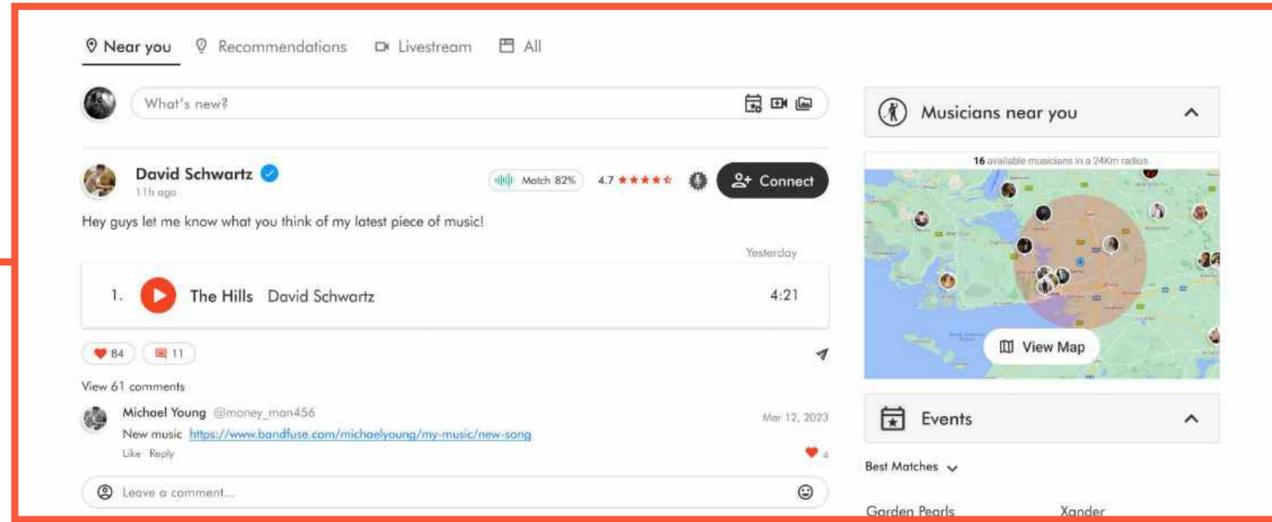 Near you Recommendations Livestream All
What's new?
David Schwartz
11h ago
Match 82% 4.7 Connect
Hey guys let me know what you think of my latest piece of music!
Yesterday
1. The Hills David Schwartz 4:21
84 11
View 61 comments
Michael Young @money_man456 Mar 12, 2023
New music https://www.bandfuse.com/michaelyoung/my-music/new-song
Like Reply 4
Leave a comment...
Musicians near you
16 available musicians in a 24Km radius.
View Map
Events
Best Matches
Garden Pearls Xander